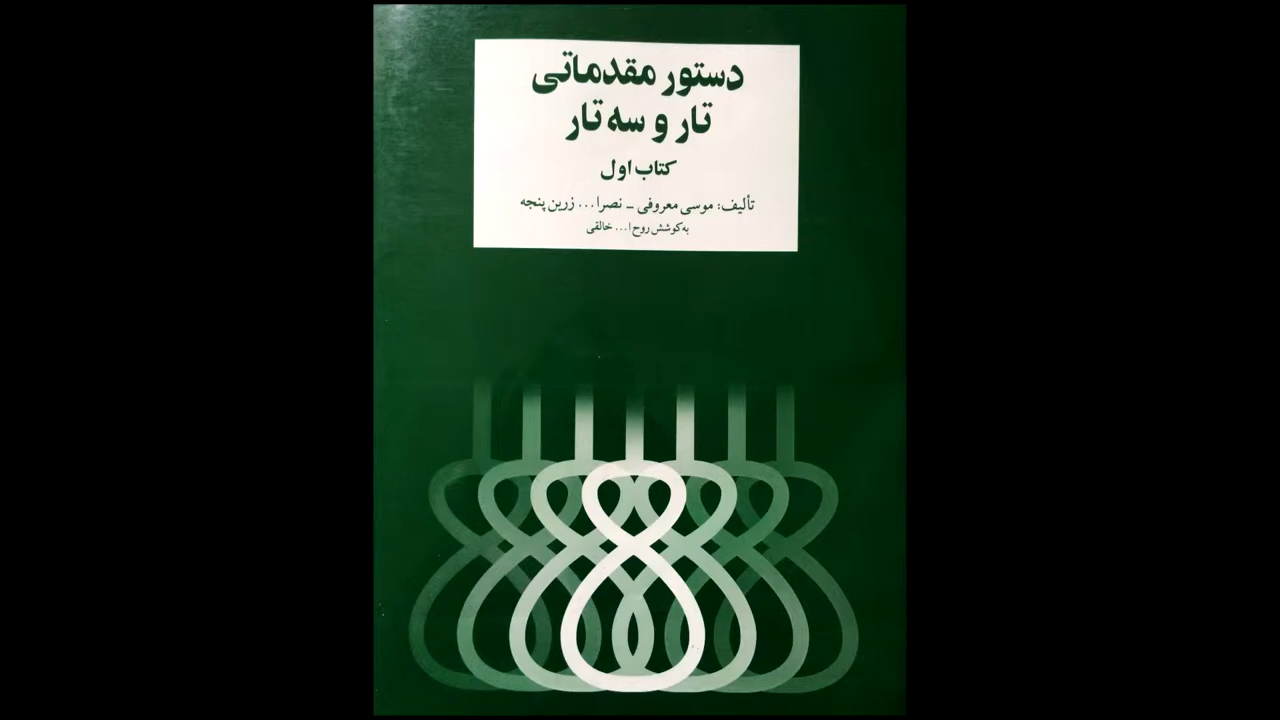 دستور مقدماتی
تار و سه تار
کتاب اول
تألیف: موسی معروفی ـ نصرا... زرین پنجه
به‌کوشش روح ا... خالقی